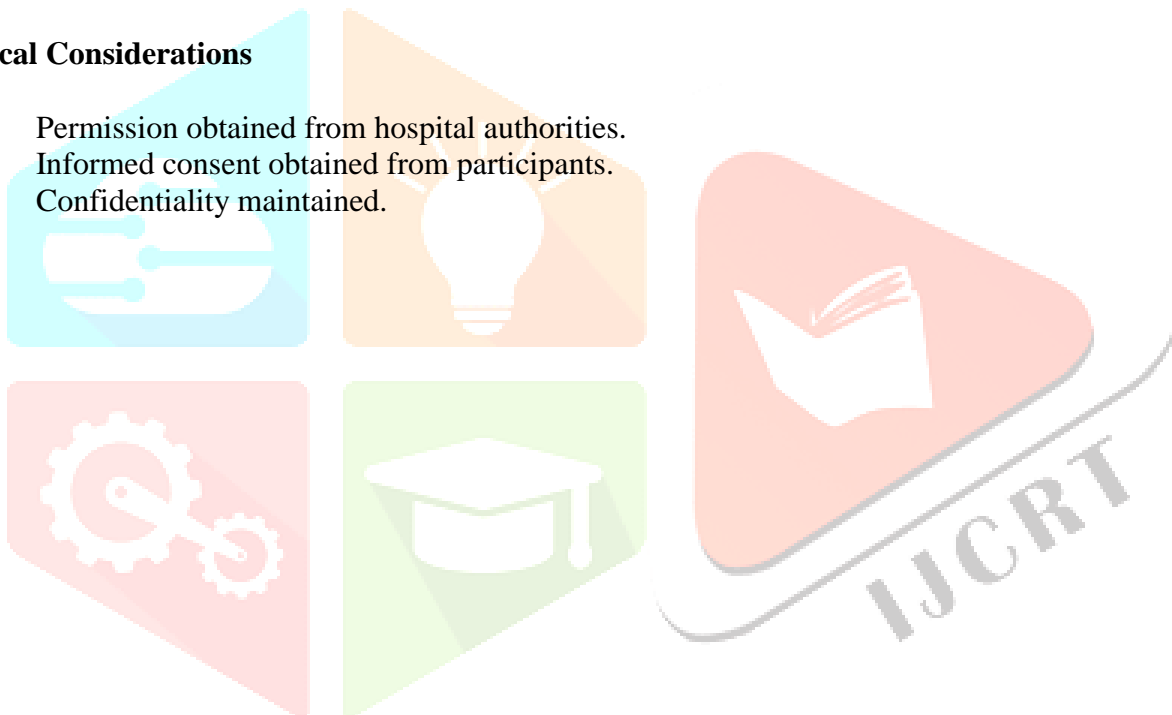 cal Considerations
Permission obtained from hospital authorities.
Informed consent obtained from participants.
Confidentiality maintained.
IJCRT